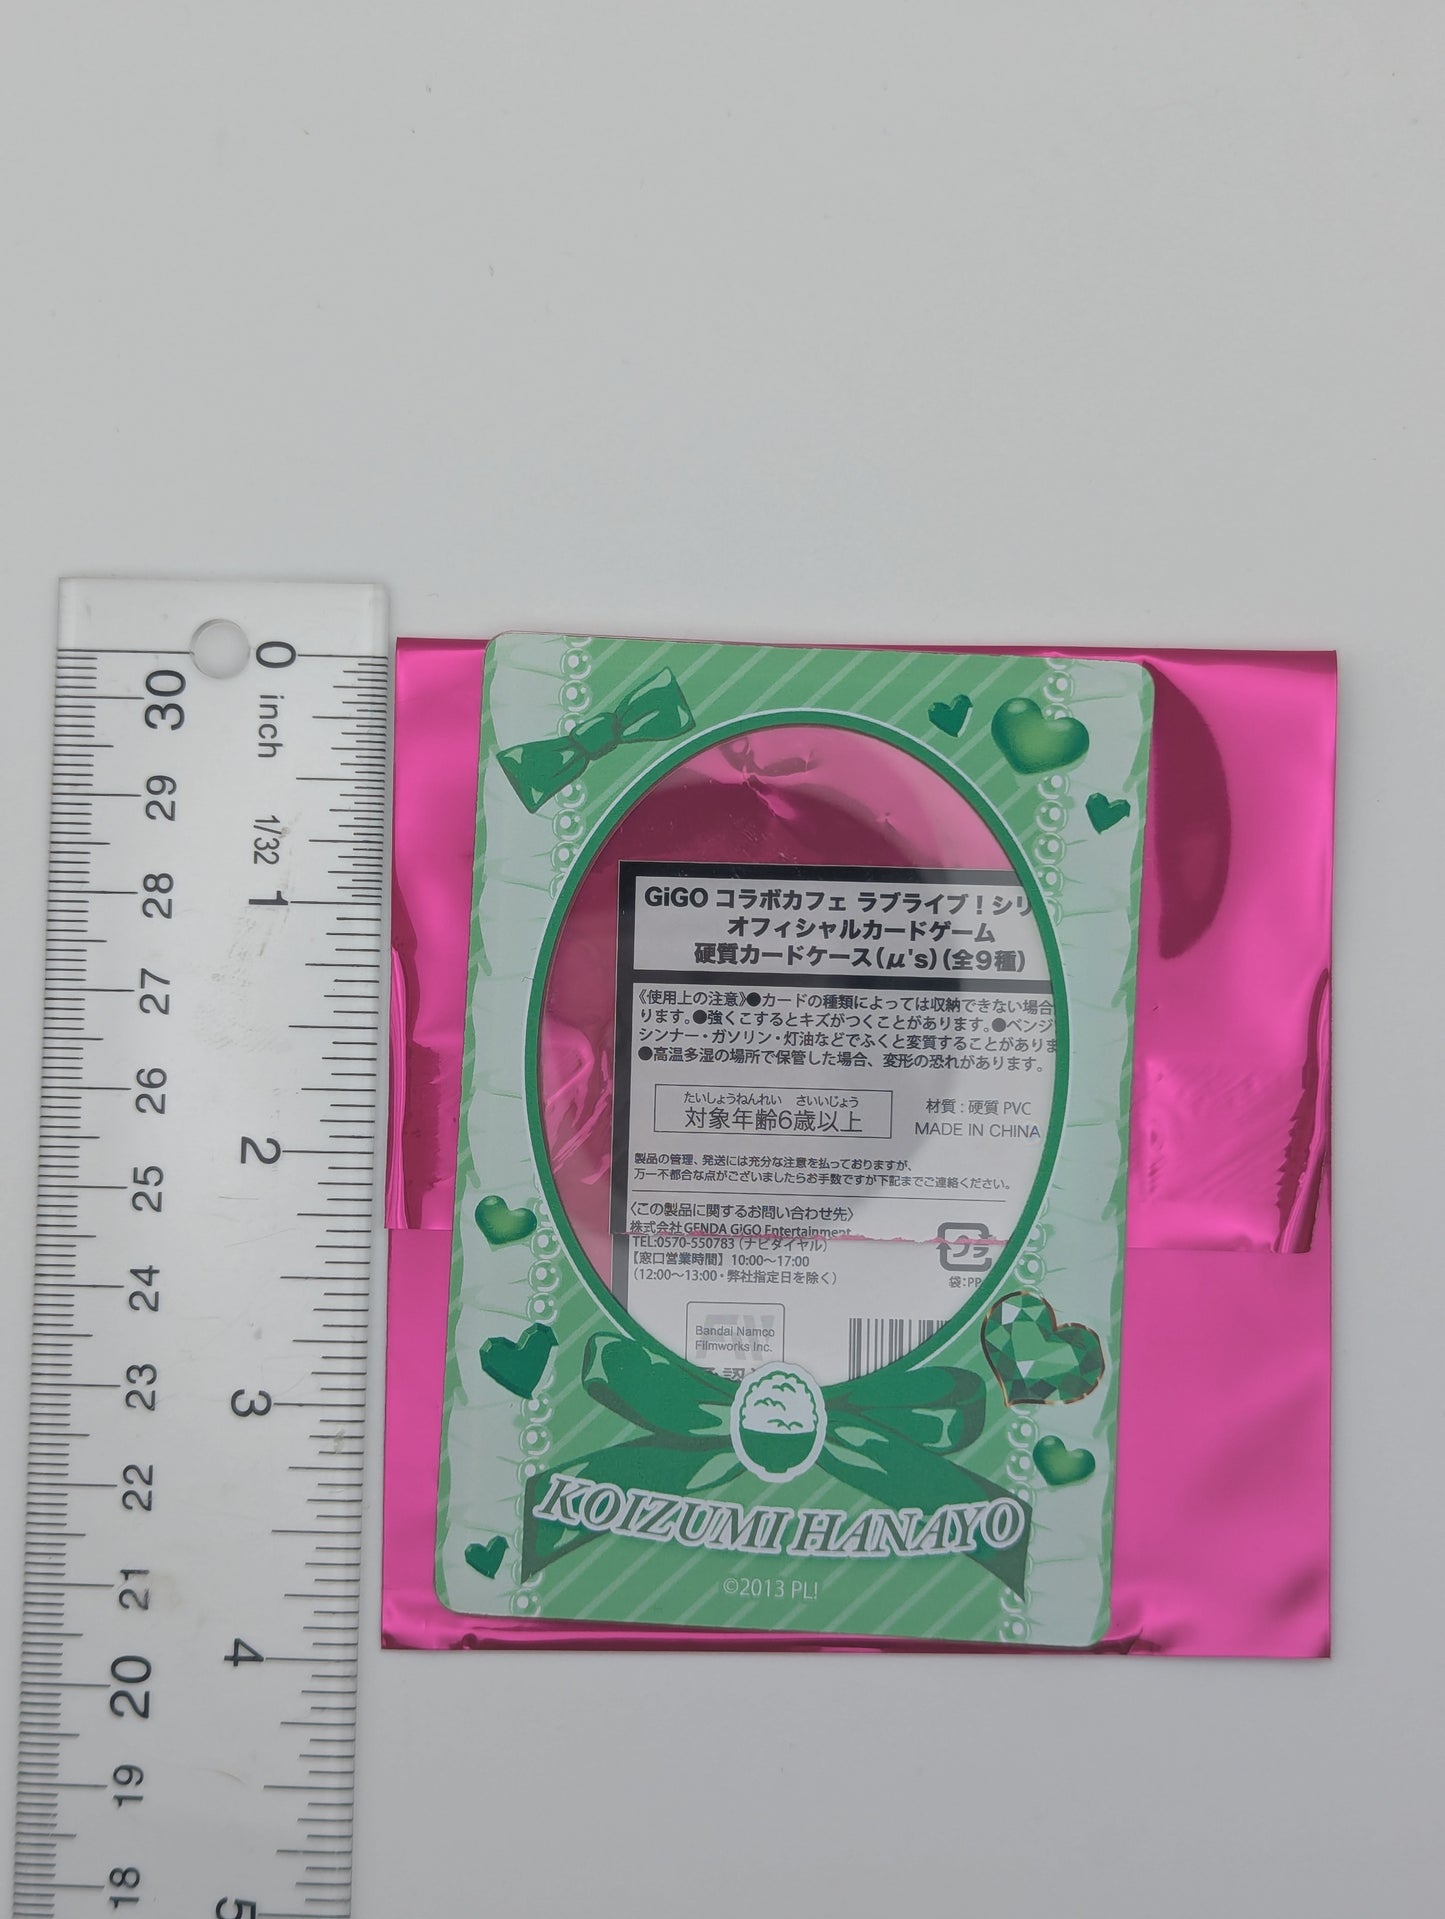 0
inch
1/32
1
2
3
4
5
30
29
28
27
26
25
24
23
22
21
20
19
18
GiGO コラボカフェ ラブライブ！シリ
オフィシャルカードゲーム
硬質カードケース(μ's)(全9種)
《使用上の注意》●カードの種類によっては収納できない場合
ります。●強くこするとキズがつくことがあります。●ベンジ
シンナー・ガソリン・灯油などでふくと変質することがありま
●高温多湿の場所で保管した場合、変形の恐れがあります。
たいしょうねんれい さいいじょう
対象年齢6歳以上
材質：硬質 PVC
MADE IN CHINA
製品の管理、発送には充分な注意を払っておりますが、
万一不都合な点がございましたらお手数ですが下記までご連絡ください。
〈この製品に関するお問い合わせ先〉
株式会社GENDA GiGO Entertainment
TEL:0570-550783 (ナビダイヤル)
【窓口営業時間】 10:00～17:00
(12:00～13:00・弊社指定日を除く)
プラ
袋:PP
Bandai Namco
Filmworks Inc.
KOIZUMI HANAYO
©2013 PL!